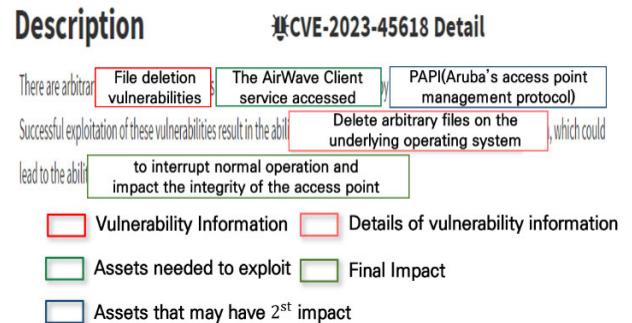 Description
CVE-2023-45618 Detail
There are arbitrar File deletion vulnerabilities s The AirWave Client service accessed by PAPI(Aruba's access point management protocol)
Successful exploitation of these vulnerabilities result in the abili Delete arbitrary files on the underlying operating system , which could
lead to the abilit to interrupt normal operation and impact the integrity of the access point
Vulnerability Information
Details of vulnerability information
Assets needed to exploit
Final Impact
Assets that may have 2st impact